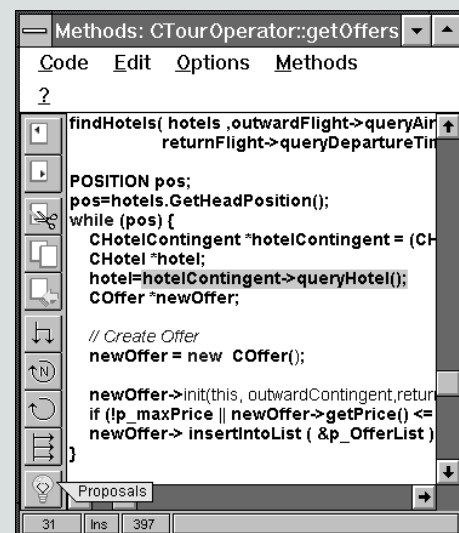 Methods: CTourOperator::getOffers
Code Edit Options Methods
?
findHotels( hotels ,outwardFlight->queryAir
returnFlight->queryDepartureTim
POSITION pos;
pos=hotels.GetHeadPosition();
while (pos) {
CHotelContingent *hotelContingent = (CH
CHotel *hotel;
hotel=hotelContingent->queryHotel();
COffer *newOffer;
// Create Offer
newOffer = new COffer();
newOffer->init(this, outwardContingent,return
if (!p_maxPrice || newOffer->getPrice() <=
newOffer-> insertIntoList ( &p_OfferList )
}
N
Proposals
31 Ins 397